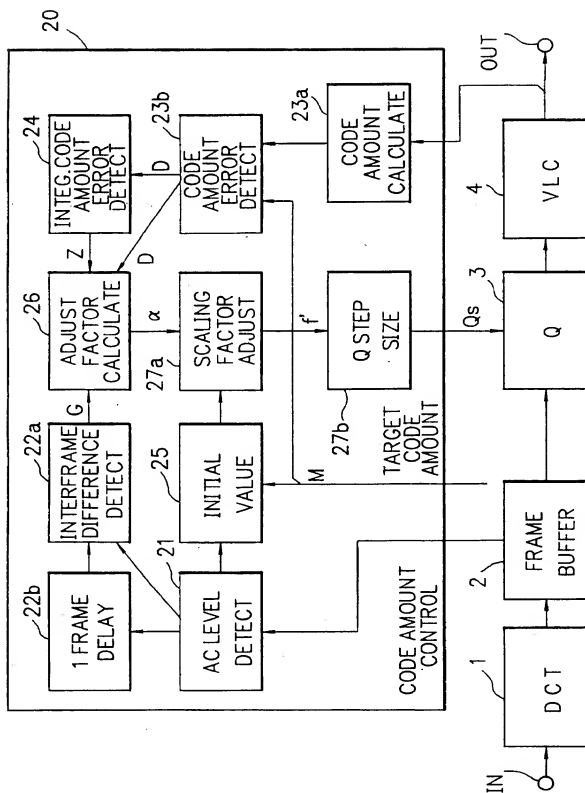 20
22b
1 FRAME
DELAY
22a
INTERFRAME
DIFFERENCE
DETECT
G
26
ADJUST
FACTOR
CALCULATE
Z
24
INTEG.CODE
AMOUNT
ERROR
DETECT
D
D
α
21
AC LEVEL
DETECT
25
INITIAL
VALUE
27a
SCALING
FACTOR
ADJUST
23b
CODE
AMOUNT
ERROR
DETECT
f'
M
27b
Q STEP
SIZE
23a
CODE
AMOUNT
CALCULATE
CODE AMOUNT
CONTROL
TARGET
CODE
AMOUNT
Qs
IN
1
DCT
2
FRAME
BUFFER
3
Q
4
VLC
OUT